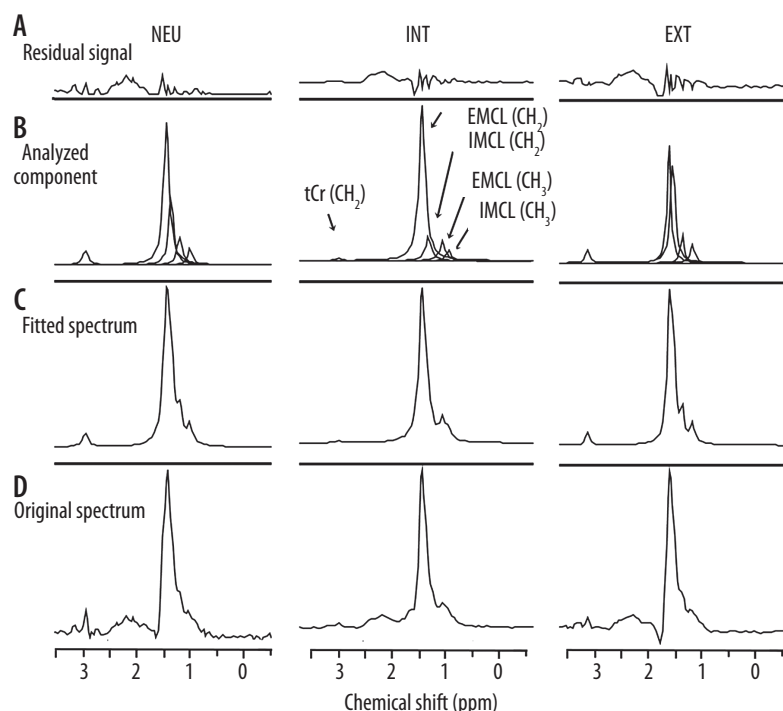 A
NEU
INT
EXT
Residual signal
B
Analyzed
component
EMCL (CH2)
IMCL (CH2)
tCr (CH2)
EMCL (CH3)
IMCL (CH3)
C
Fitted spectrum
D
Original spectrum
3 2 1 0
3 2 1 0
3 2 1 0
Chemical shift (ppm)